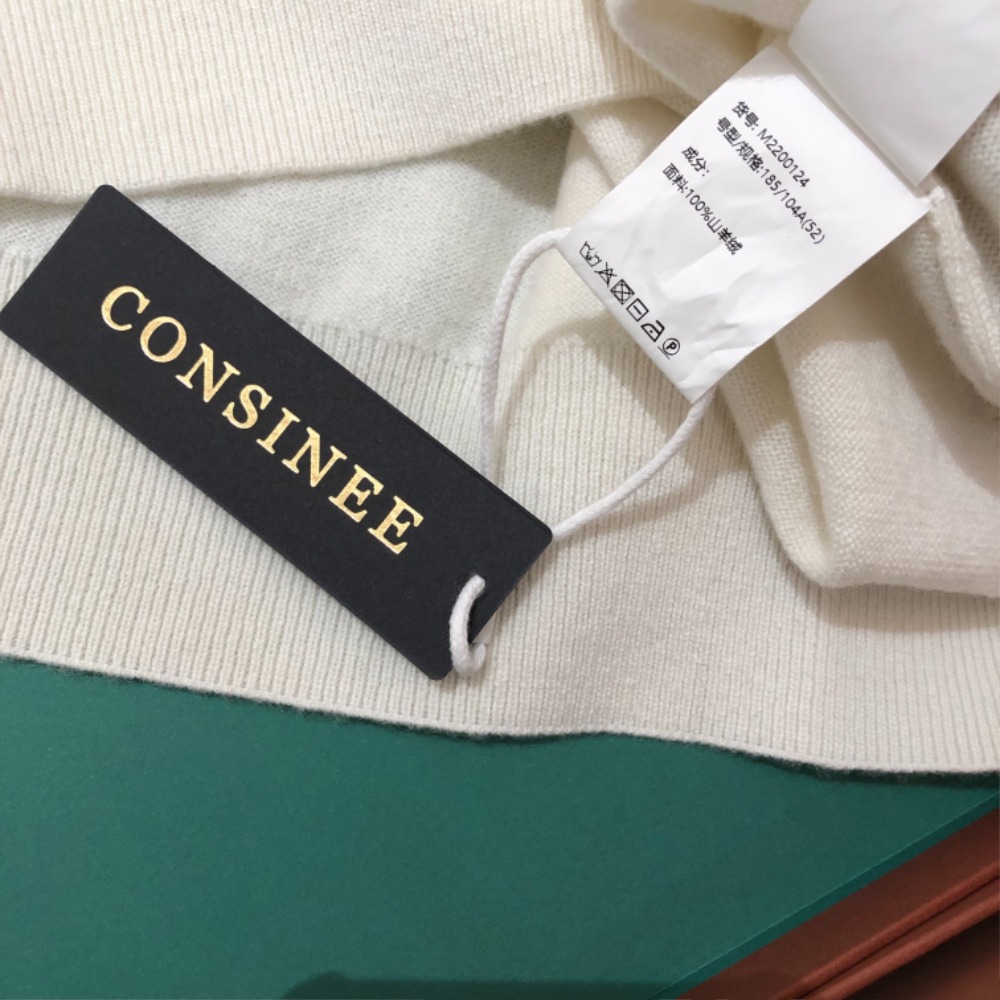 CONSINEE
货号: M2200124
号型/规格:185/104A(52)
成分:
面料:100%山羊绒
P